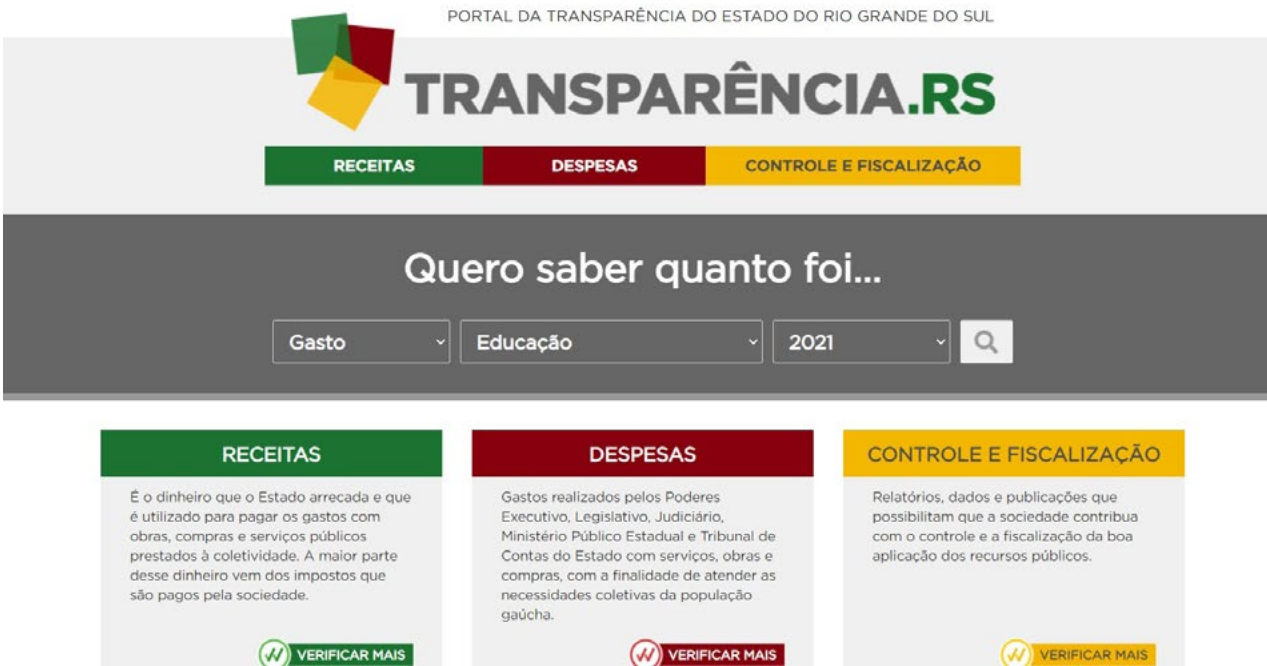 PORTAL DA TRANSPARÊNCIA DO ESTADO DO RIO GRANDE DO SUL
TRANSPARÊNCIA.RS
RECEITAS
DESPESAS
CONTROLE E FISCALIZAÇÃO
Quero saber quanto foi...
Gasto
Educação
2021
RECEITAS
É o dinheiro que o Estado arrecada e que
é utilizado para pagar os gastos com
obras, compras e serviços públicos
prestados à coletividade. A maior parte
desse dinheiro vem dos impostos que
são pagos pela sociedade.
VERIFICAR MAIS
DESPESAS
Gastos realizados pelos Poderes
Executivo, Legislativo, Judiciário,
Ministério Público Estadual e Tribunal de
Contas do Estado com serviços, obras e
compras, com a finalidade de atender as
necessidades coletivas da população
gaúcha.
VERIFICAR MAIS
CONTROLE E FISCALIZAÇÃO
Relatórios, dados e publicações que
possibilitam que a sociedade contribua
com o controle e a fiscalização da boa
aplicação dos recursos públicos.
VERIFICAR MAIS